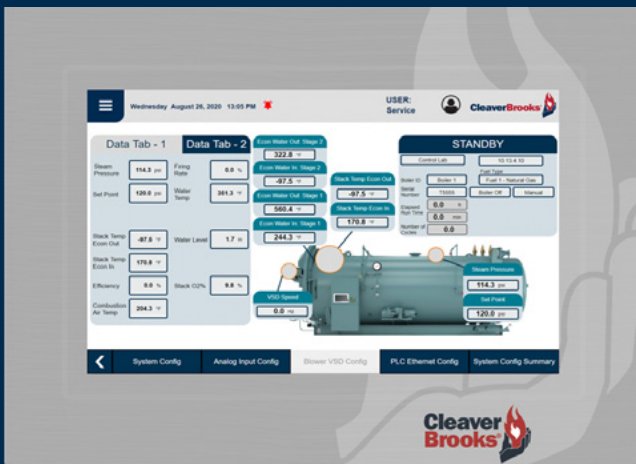 Wednesday August 26, 2020 13:05 PM
USER:
Service
CleaverBrooks
Data Tab - 1
Data Tab - 2
Steam Pressure 114.3 psi
Firing Rate 0.0 %
Set Point 120.0 psi
Water Temp 351.3 °F
Stack Temp Econ Out -97.5 °F
Water Level 1.7 in
Stack Temp Econ In 170.8 °F
Efficiency 0.0 %
Stack O2% 9.8 %
Combustion Air Temp 204.3 °F
Econ Water Out Stage 2
322.8 °F
Econ Water In Stage 2
-97.5 °F
Econ Water Out Stage 1
560.4 °F
Econ Water In Stage 1
244.3 °F
Stack Temp Econ Out
-97.5 °F
Stack Temp Econ In
170.8 °F
STANDBY
Control Lab
10.13.4.10
Fuel Type
Boiler ID Boiler 1
Fuel 1 - Natural Gas
Serial Number T5555
Boiler Off
Manual
Elapsed Run Time 0.0 h
0.0 min
Number of Cycles 0.0
Steam Pressure
114.3 psi
Set Point
120.0 psi
VSD Speed
0.0 Hz
System Config
Analog Input Config
Blower VSD Config
PLC Ethernet Config
System Config Summary
Cleaver
Brooks